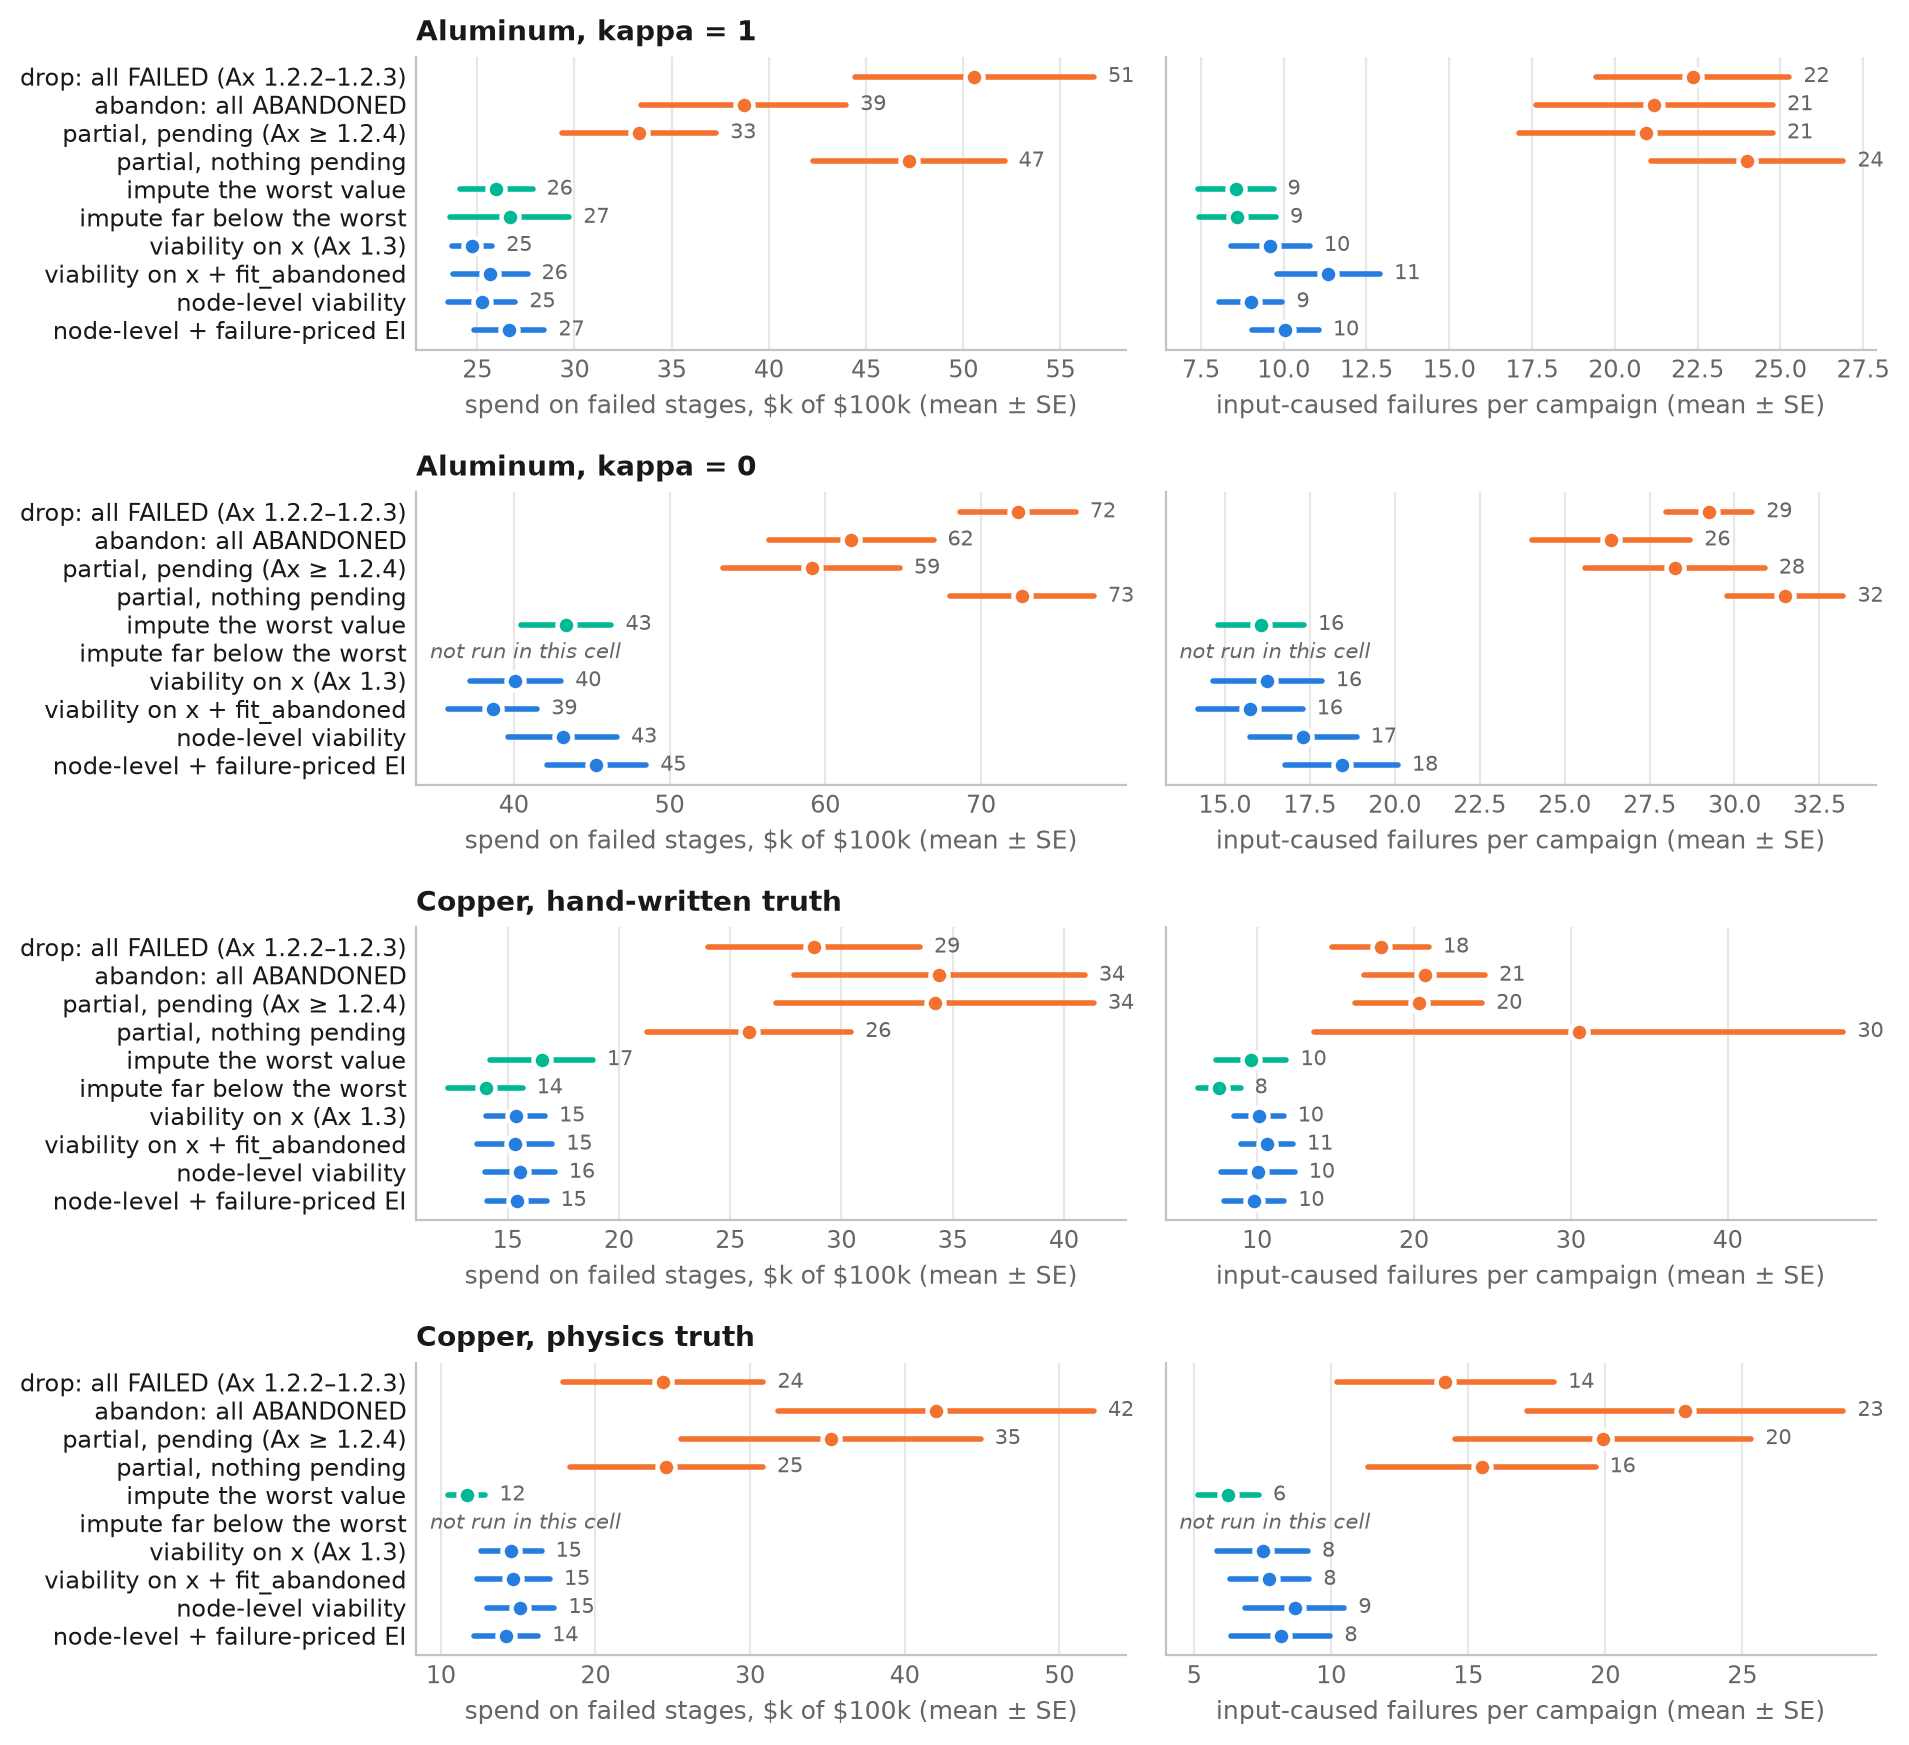 Aluminum, kappa = 1
drop: all FAILED (Ax 1.2.2–1.2.3) 51 22
abandon: all ABANDONED 39 21
partial, pending (Ax ≥ 1.2.4) 33 21
partial, nothing pending 47 24
impute the worst value 26 9
impute far below the worst 27 9
viability on x (Ax 1.3) 25 10
viability on x + fit_abandoned 26 11
node-level viability 25 9
node-level + failure-priced EI 27 10
25 30 35 40 45 50 55 7.5 10.0 12.5 15.0 17.5 20.0 22.5 25.0 27.5
spend on failed stages, $k of $100k (mean ± SE) input-caused failures per campaign (mean ± SE)
Aluminum, kappa = 0
drop: all FAILED (Ax 1.2.2–1.2.3) 72 29
abandon: all ABANDONED 62 26
partial, pending (Ax ≥ 1.2.4) 59 28
partial, nothing pending 73 32
impute the worst value 43 16
impute far below the worst not run in this cell not run in this cell
viability on x (Ax 1.3) 40 16
viability on x + fit_abandoned 39 16
node-level viability 43 17
node-level + failure-priced EI 45 18
40 50 60 70 15.0 17.5 20.0 22.5 25.0 27.5 30.0 32.5
spend on failed stages, $k of $100k (mean ± SE) input-caused failures per campaign (mean ± SE)
Copper, hand-written truth
drop: all FAILED (Ax 1.2.2–1.2.3) 29 18
abandon: all ABANDONED 34 21
partial, pending (Ax ≥ 1.2.4) 34 20
partial, nothing pending 26 30
impute the worst value 17 10
impute far below the worst 14 8
viability on x (Ax 1.3) 15 10
viability on x + fit_abandoned 15 11
node-level viability 16 10
node-level + failure-priced EI 15 10
15 20 25 30 35 40 10 20 30 40
spend on failed stages, $k of $100k (mean ± SE) input-caused failures per campaign (mean ± SE)
Copper, physics truth
drop: all FAILED (Ax 1.2.2–1.2.3) 24 14
abandon: all ABANDONED 42 23
partial, pending (Ax ≥ 1.2.4) 35 20
partial, nothing pending 25 16
impute the worst value 12 6
impute far below the worst not run in this cell not run in this cell
viability on x (Ax 1.3) 15 8
viability on x + fit_abandoned 15 8
node-level viability 15 9
node-level + failure-priced EI 14 8
10 20 30 40 50 5 10 15 20 25
spend on failed stages, $k of $100k (mean ± SE) input-caused failures per campaign (mean ± SE)